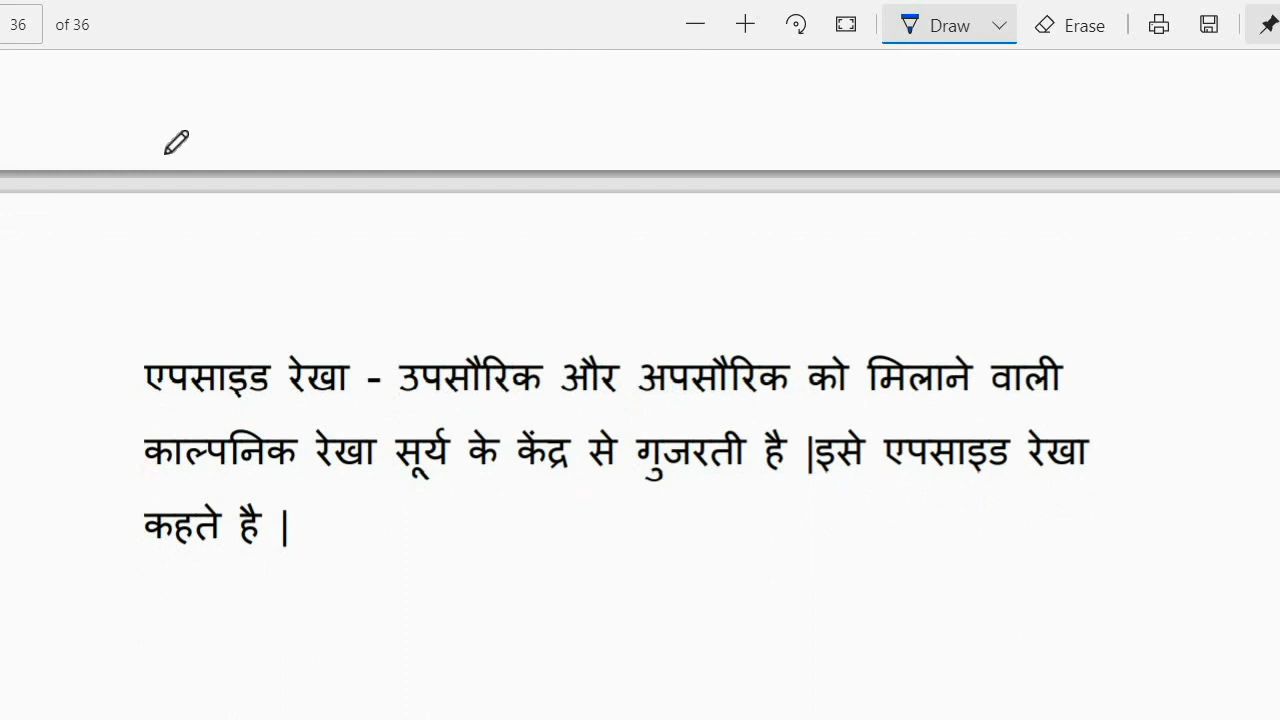 36 of 36 Draw Erase
एपसाइड रेखा - उपसौरिक और अपसौरिक को मिलाने वाली
काल्पनिक रेखा सूर्य के केंद्र से गुजरती है |इसे एपसाइड रेखा
कहते है |